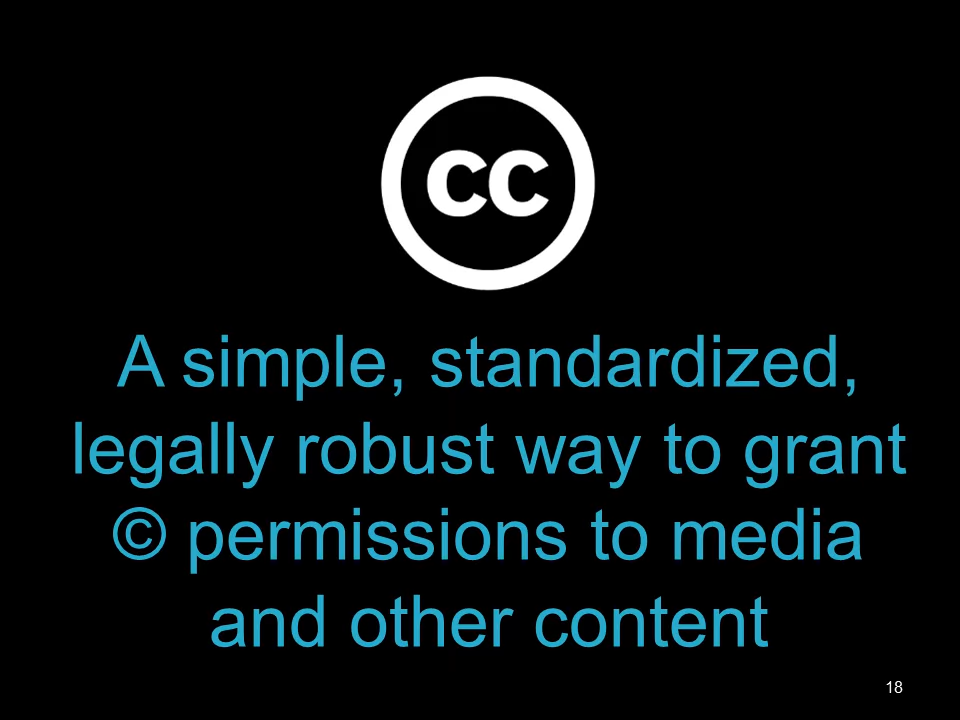 cc
A simple, standardized,
legally robust way to grant
© permissions to media
and other content
18